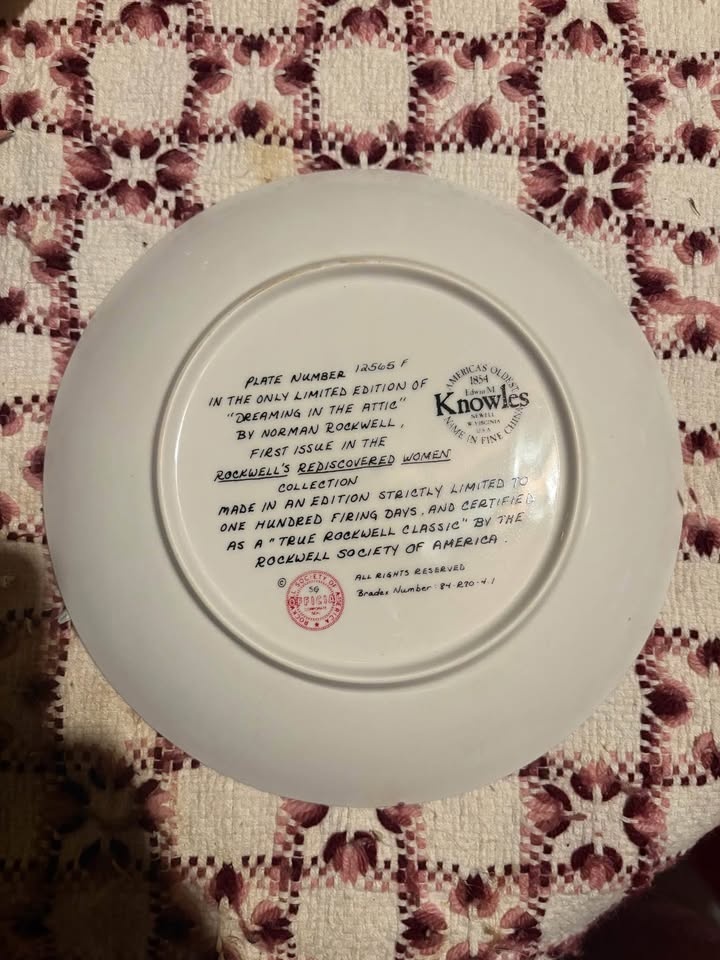 PLATE NUMBER 12565 F
IN THE ONLY LIMITED EDITION OF
"DREAMING IN THE ATTIC"
BY NORMAN ROCKWELL,
FIRST ISSUE IN THE
ROCKWELL'S REDISCOVERED WOMEN
COLLECTION
MADE IN AN EDITION STRICTLY LIMITED TO
ONE HUNDRED FIRING DAYS, AND CERTIFIED
AS A "TRUE ROCKWELL CLASSIC" BY THE
ROCKWELL SOCIETY OF AMERICA.
AMERICA'S OLDEST
1854
Edwin M.
Knowles
NEWELL
W. VIRGINIA
U.S.A.
NAME IN FINE CHINA
©
ROCKWELL SOCIETY OF AMERICA
OFFICIAL
ALL RIGHTS RESERVED
Bradex Number: 84-R70-4.1